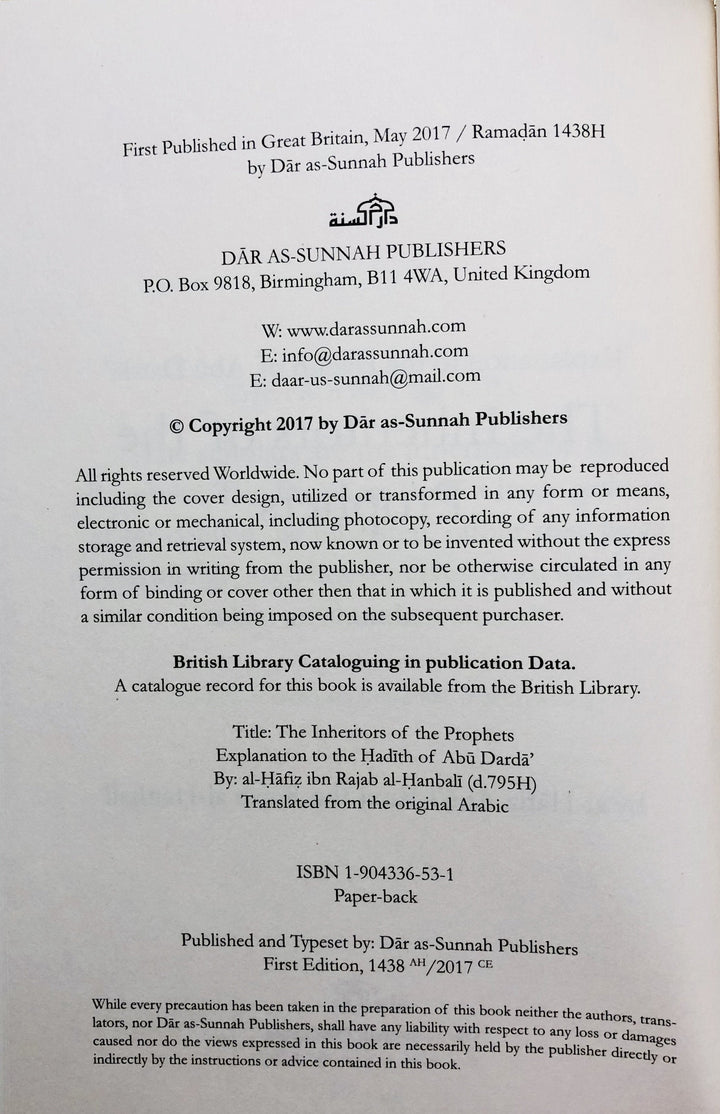 First Published in Great Britain, May 2017 / Ramaḍān 1438H
by Dār as-Sunnah Publishers
دار السنة
DĀR AS-SUNNAH PUBLISHERS
P.O. Box 9818, Birmingham, B11 4WA, United Kingdom
W: www.darassunnah.com
E: info@darassunnah.com
E: daar-us-sunnah@mail.com
© Copyright 2017 by Dār as-Sunnah Publishers
All rights reserved Worldwide. No part of this publication may be reproduced
including the cover design, utilized or transformed in any form or means,
electronic or mechanical, including photocopy, recording of any information
storage and retrieval system, now known or to be invented without the express
permission in writing from the publisher, nor be otherwise circulated in any
form of binding or cover other then that in which it is published and without
a similar condition being imposed on the subsequent purchaser.
British Library Cataloguing in publication Data.
A catalogue record for this book is available from the British Library.
Title: The Inheritors of the Prophets
Explanation to the Ḥadīth of Abū Dardā’
By: al-Ḥāfiẓ ibn Rajab al-Ḥanbalī (d.795H)
Translated from the original Arabic
ISBN 1-904336-53-1
Paper-back
Published and Typeset by: Dār as-Sunnah Publishers
First Edition, 1438 AH/2017 CE
While every precaution has been taken in the preparation of this book neither the authors, trans-
lators, nor Dār as-Sunnah Publishers, shall have any liability with respect to any loss or damages
caused nor do the views expressed in this book are necessarily held by the publisher directly or
indirectly by the instructions or advice contained in this book.